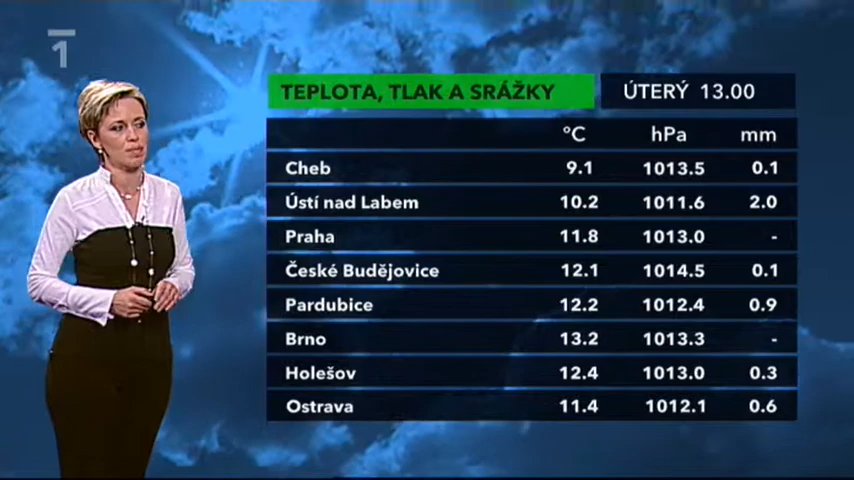 1
TEPLOTA, TLAK A SRÁŽKY ÚTERÝ 13.00
°C hPa mm
Cheb 9.1 1013.5 0.1
Ústí nad Labem 10.2 1011.6 2.0
Praha 11.8 1013.0 -
České Budějovice 12.1 1014.5 0.1
Pardubice 12.2 1012.4 0.9
Brno 13.2 1013.3 -
Holešov 12.4 1013.0 0.3
Ostrava 11.4 1012.1 0.6